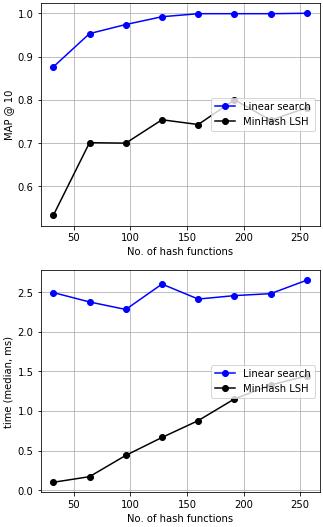 1.0
0.9
0.8
0.7
0.6
MAP @ 10
Linear search
MinHash LSH
50 100 150 200 250
No. of hash functions
2.5
2.0
1.5
1.0
0.5
0.0
time (median, ms)
Linear search
MinHash LSH
50 100 150 200 250
No. of hash functions